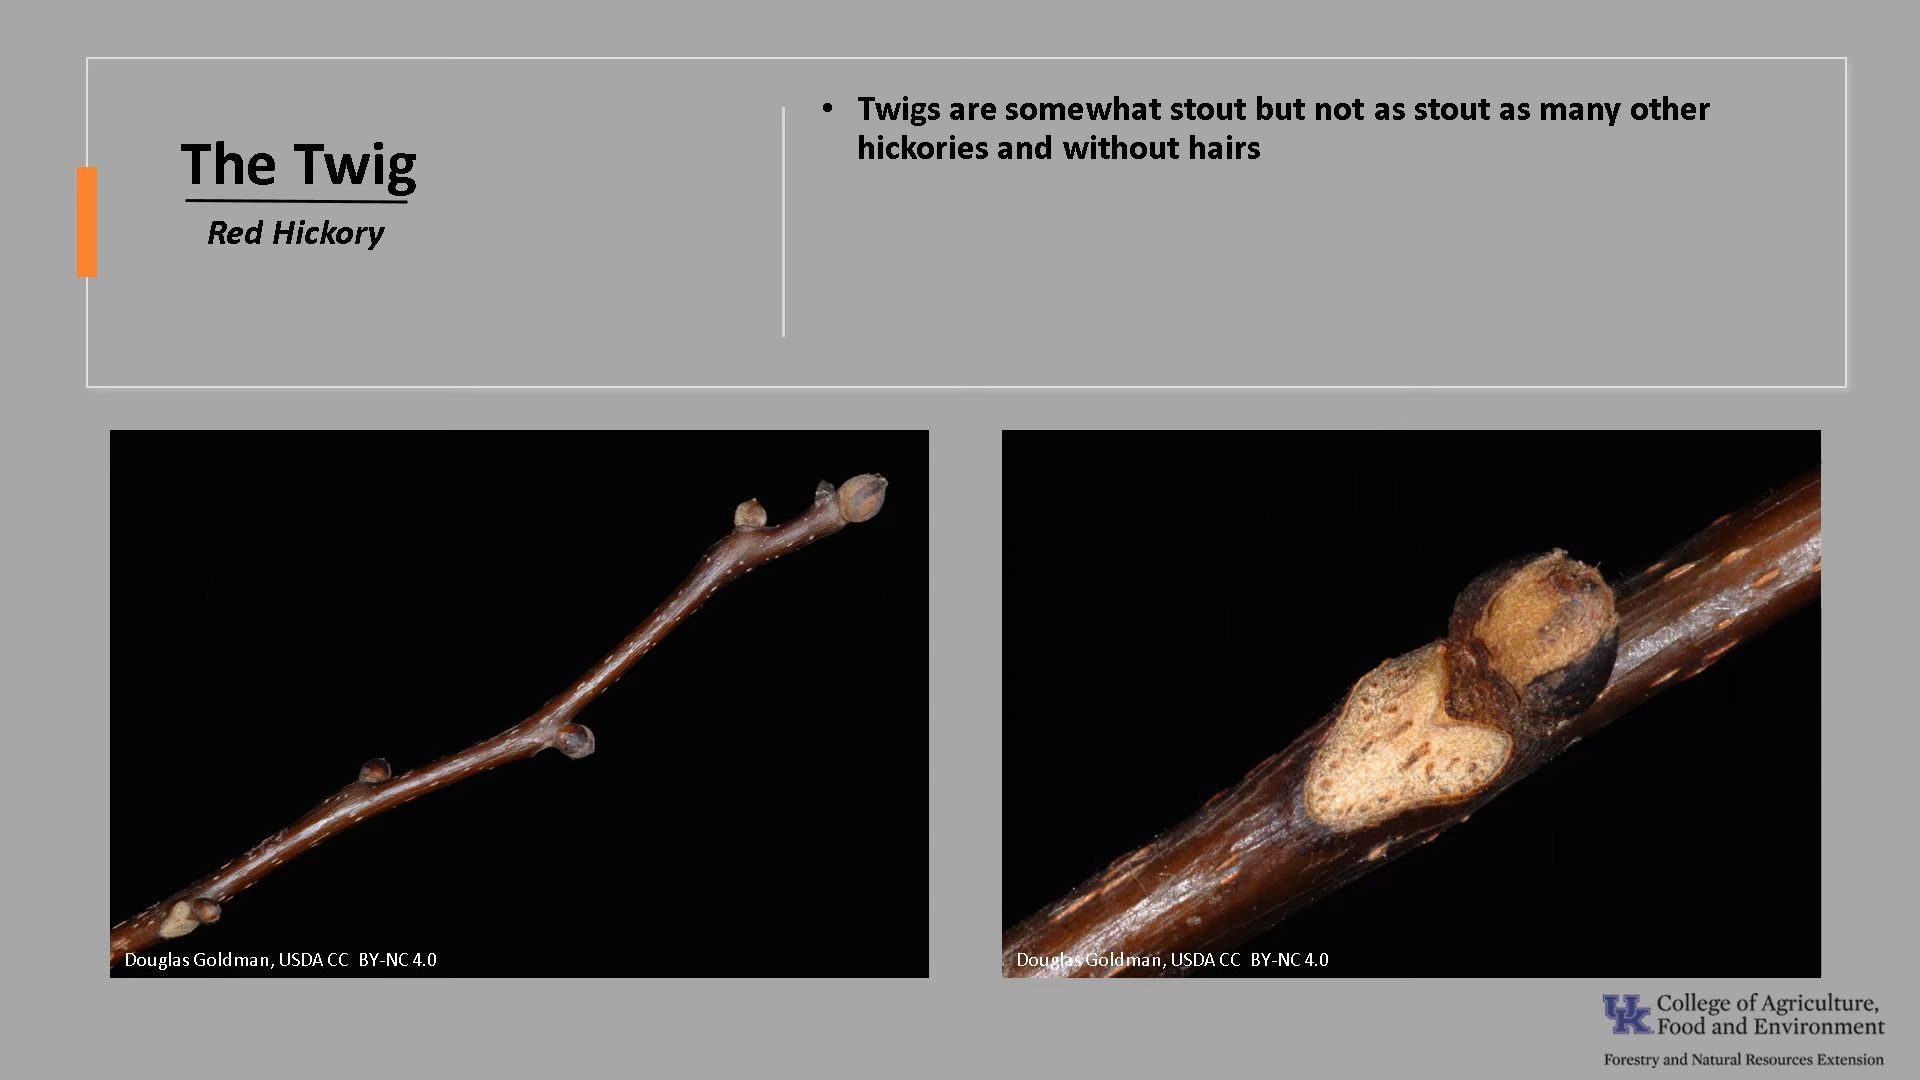 The Twig
Red Hickory
• Twigs are somewhat stout but not as stout as many other
hickories and without hairs
Douglas Goldman, USDA CC BY-NC 4.0
Douglas Goldman, USDA CC BY-NC 4.0
UK College of Agriculture,
Food and Environment
Forestry and Natural Resources Extension